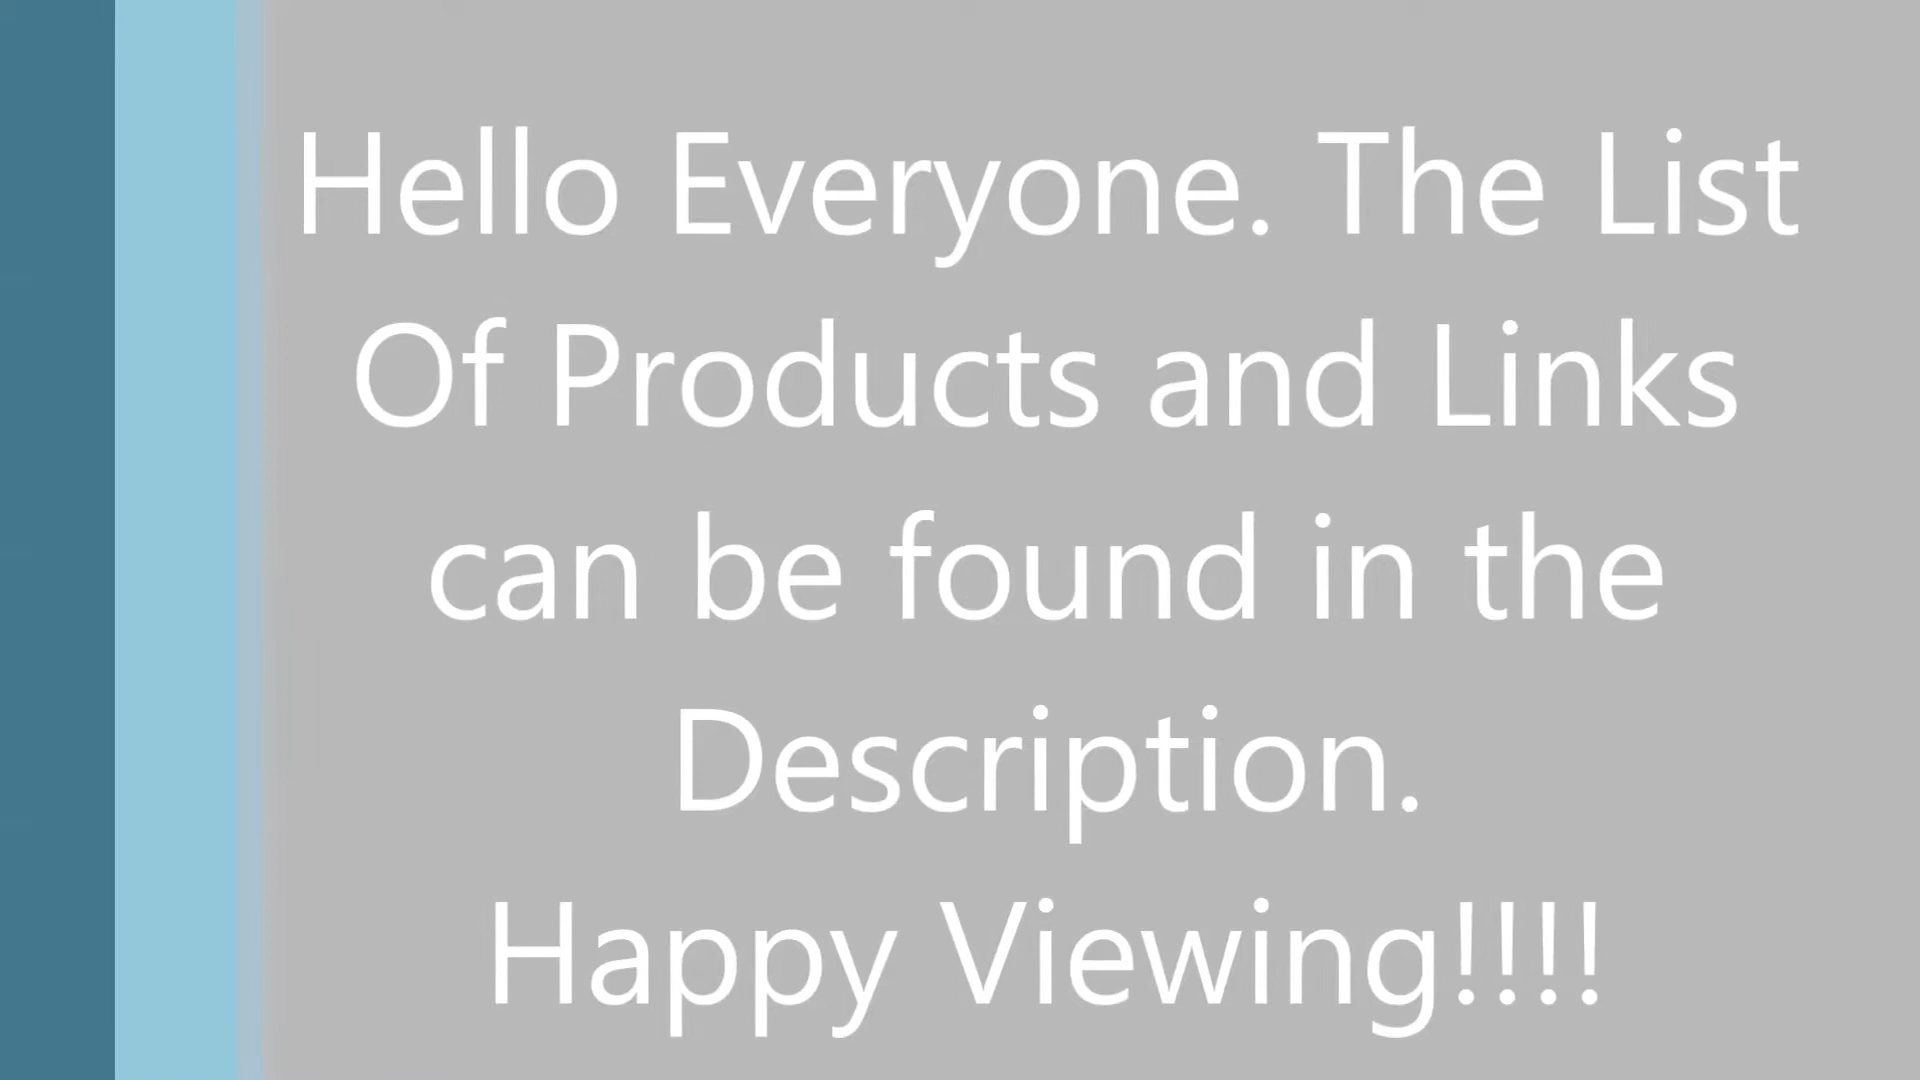 Hello Everyone. The List
Of Products and Links
can be found in the
Description.
Happy Viewing!!!!